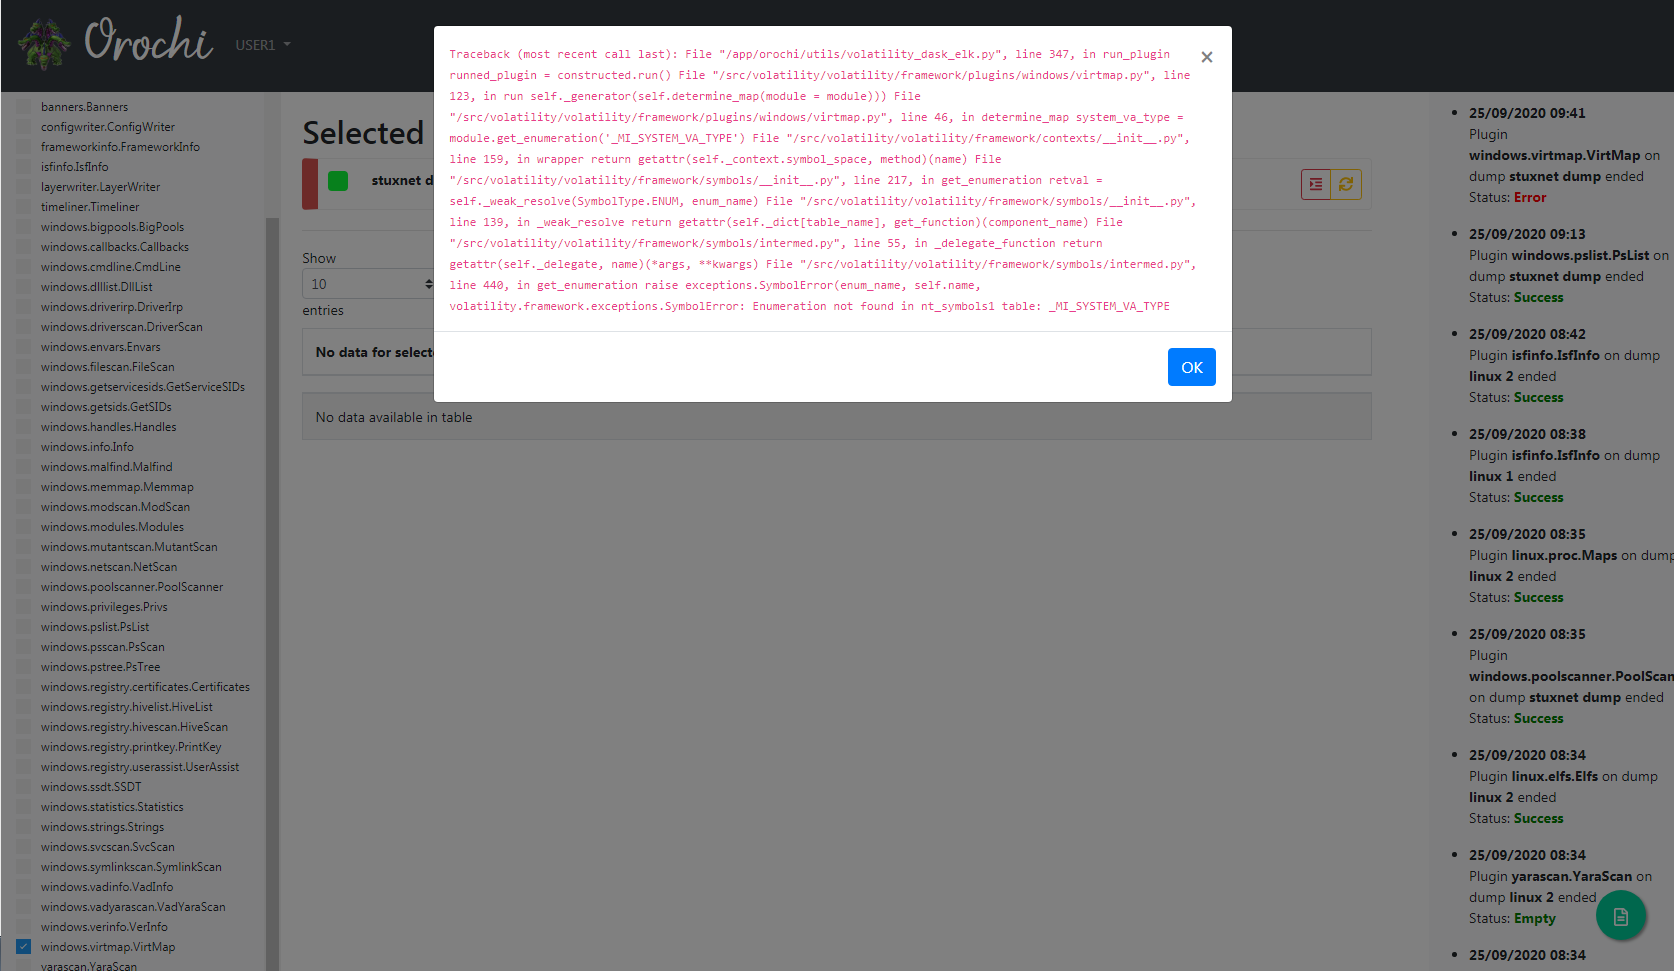 Orochi
USER1
banners.Banners
configwriter.ConfigWriter
frameworkinfo.FrameworkInfo
isfinfo.IsfInfo
layerwriter.LayerWriter
timeliner.Timeliner
windows.bigpools.BigPools
windows.callbacks.Callbacks
windows.cmdline.CmdLine
windows.dlllist.DllList
windows.driverirp.DriverIrp
windows.driverscan.DriverScan
windows.envars.Envars
windows.filescan.FileScan
windows.getservicesids.GetServiceSIDs
windows.getsids.GetSIDs
windows.handles.Handles
windows.info.Info
windows.malfind.Malfind
windows.memmap.Memmap
windows.modscan.ModScan
windows.modules.Modules
windows.mutantscan.MutantScan
windows.netscan.NetScan
windows.poolscanner.PoolScanner
windows.privileges.Privs
windows.pslist.PsList
windows.psscan.PsScan
windows.pstree.PsTree
windows.registry.certificates.Certificates
windows.registry.hivelist.HiveList
windows.registry.hivescan.HiveScan
windows.registry.printkey.PrintKey
windows.registry.userassist.UserAssist
windows.ssdt.SSDT
windows.statistics.Statistics
windows.strings.Strings
windows.svcscan.SvcScan
windows.symlinkscan.SymlinkScan
windows.vadinfo.VadInfo
windows.vadyarascan.VadYaraScan
windows.verinfo.VerInfo
windows.virtmap.VirtMap
yarascan.YaraScan
Selected
stuxnet d
Show
10
entries
No data for selecte
No data available in table
Traceback (most recent call last): File "/app/orochi/utils/volatility_dask_elk.py", line 347, in run_plugin
runned_plugin = constructed.run() File "/src/volatility/volatility/framework/plugins/windows/virtmap.py", line
123, in run self._generator(self.determine_map(module = module))) File
"/src/volatility/volatility/framework/plugins/windows/virtmap.py", line 46, in determine_map system_va_type =
module.get_enumeration('_MI_SYSTEM_VA_TYPE') File "/src/volatility/volatility/framework/contexts/__init__.py",
line 159, in wrapper return getattr(self._context.symbol_space, method)(name) File
"/src/volatility/volatility/framework/symbols/__init__.py", line 217, in get_enumeration retval =
self._weak_resolve(SymbolType.ENUM, enum_name) File "/src/volatility/volatility/framework/symbols/__init__.py",
line 139, in _weak_resolve return getattr(self._dict[table_name], get_function)(component_name) File
"/src/volatility/volatility/framework/symbols/intermed.py", line 55, in _delegate_function return
getattr(self._delegate, name)(*args, **kwargs) File "/src/volatility/volatility/framework/symbols/intermed.py",
line 440, in get_enumeration raise exceptions.SymbolError(enum_name, self.name,
volatility.framework.exceptions.SymbolError: Enumeration not found in nt_symbols1 table: _MI_SYSTEM_VA_TYPE
×
OK
25/09/2020 09:41
Plugin
windows.virtmap.VirtMap on
dump stuxnet dump ended
Status: Error
25/09/2020 09:13
Plugin windows.pslist.PsList on
dump stuxnet dump ended
Status: Success
25/09/2020 08:42
Plugin isfinfo.IsfInfo on dump
linux 2 ended
Status: Success
25/09/2020 08:38
Plugin isfinfo.IsfInfo on dump
linux 1 ended
Status: Success
25/09/2020 08:35
Plugin linux.proc.Maps on dump
linux 2 ended
Status: Success
25/09/2020 08:35
Plugin
windows.poolscanner.PoolScan
on dump stuxnet dump ended
Status: Success
25/09/2020 08:34
Plugin linux.elfs.Elfs on dump
linux 2 ended
Status: Success
25/09/2020 08:34
Plugin yarascan.YaraScan on
dump linux 2 ended
Status: Empty
25/09/2020 08:34